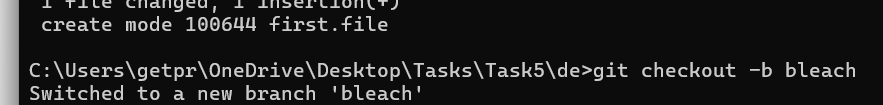 1 file changed, 1 insertion(+)
create mode 100644 first.file
C:\Users\getpr\OneDrive\Desktop\Tasks\Task5\de>git checkout -b bleach
Switched to a new branch 'bleach'